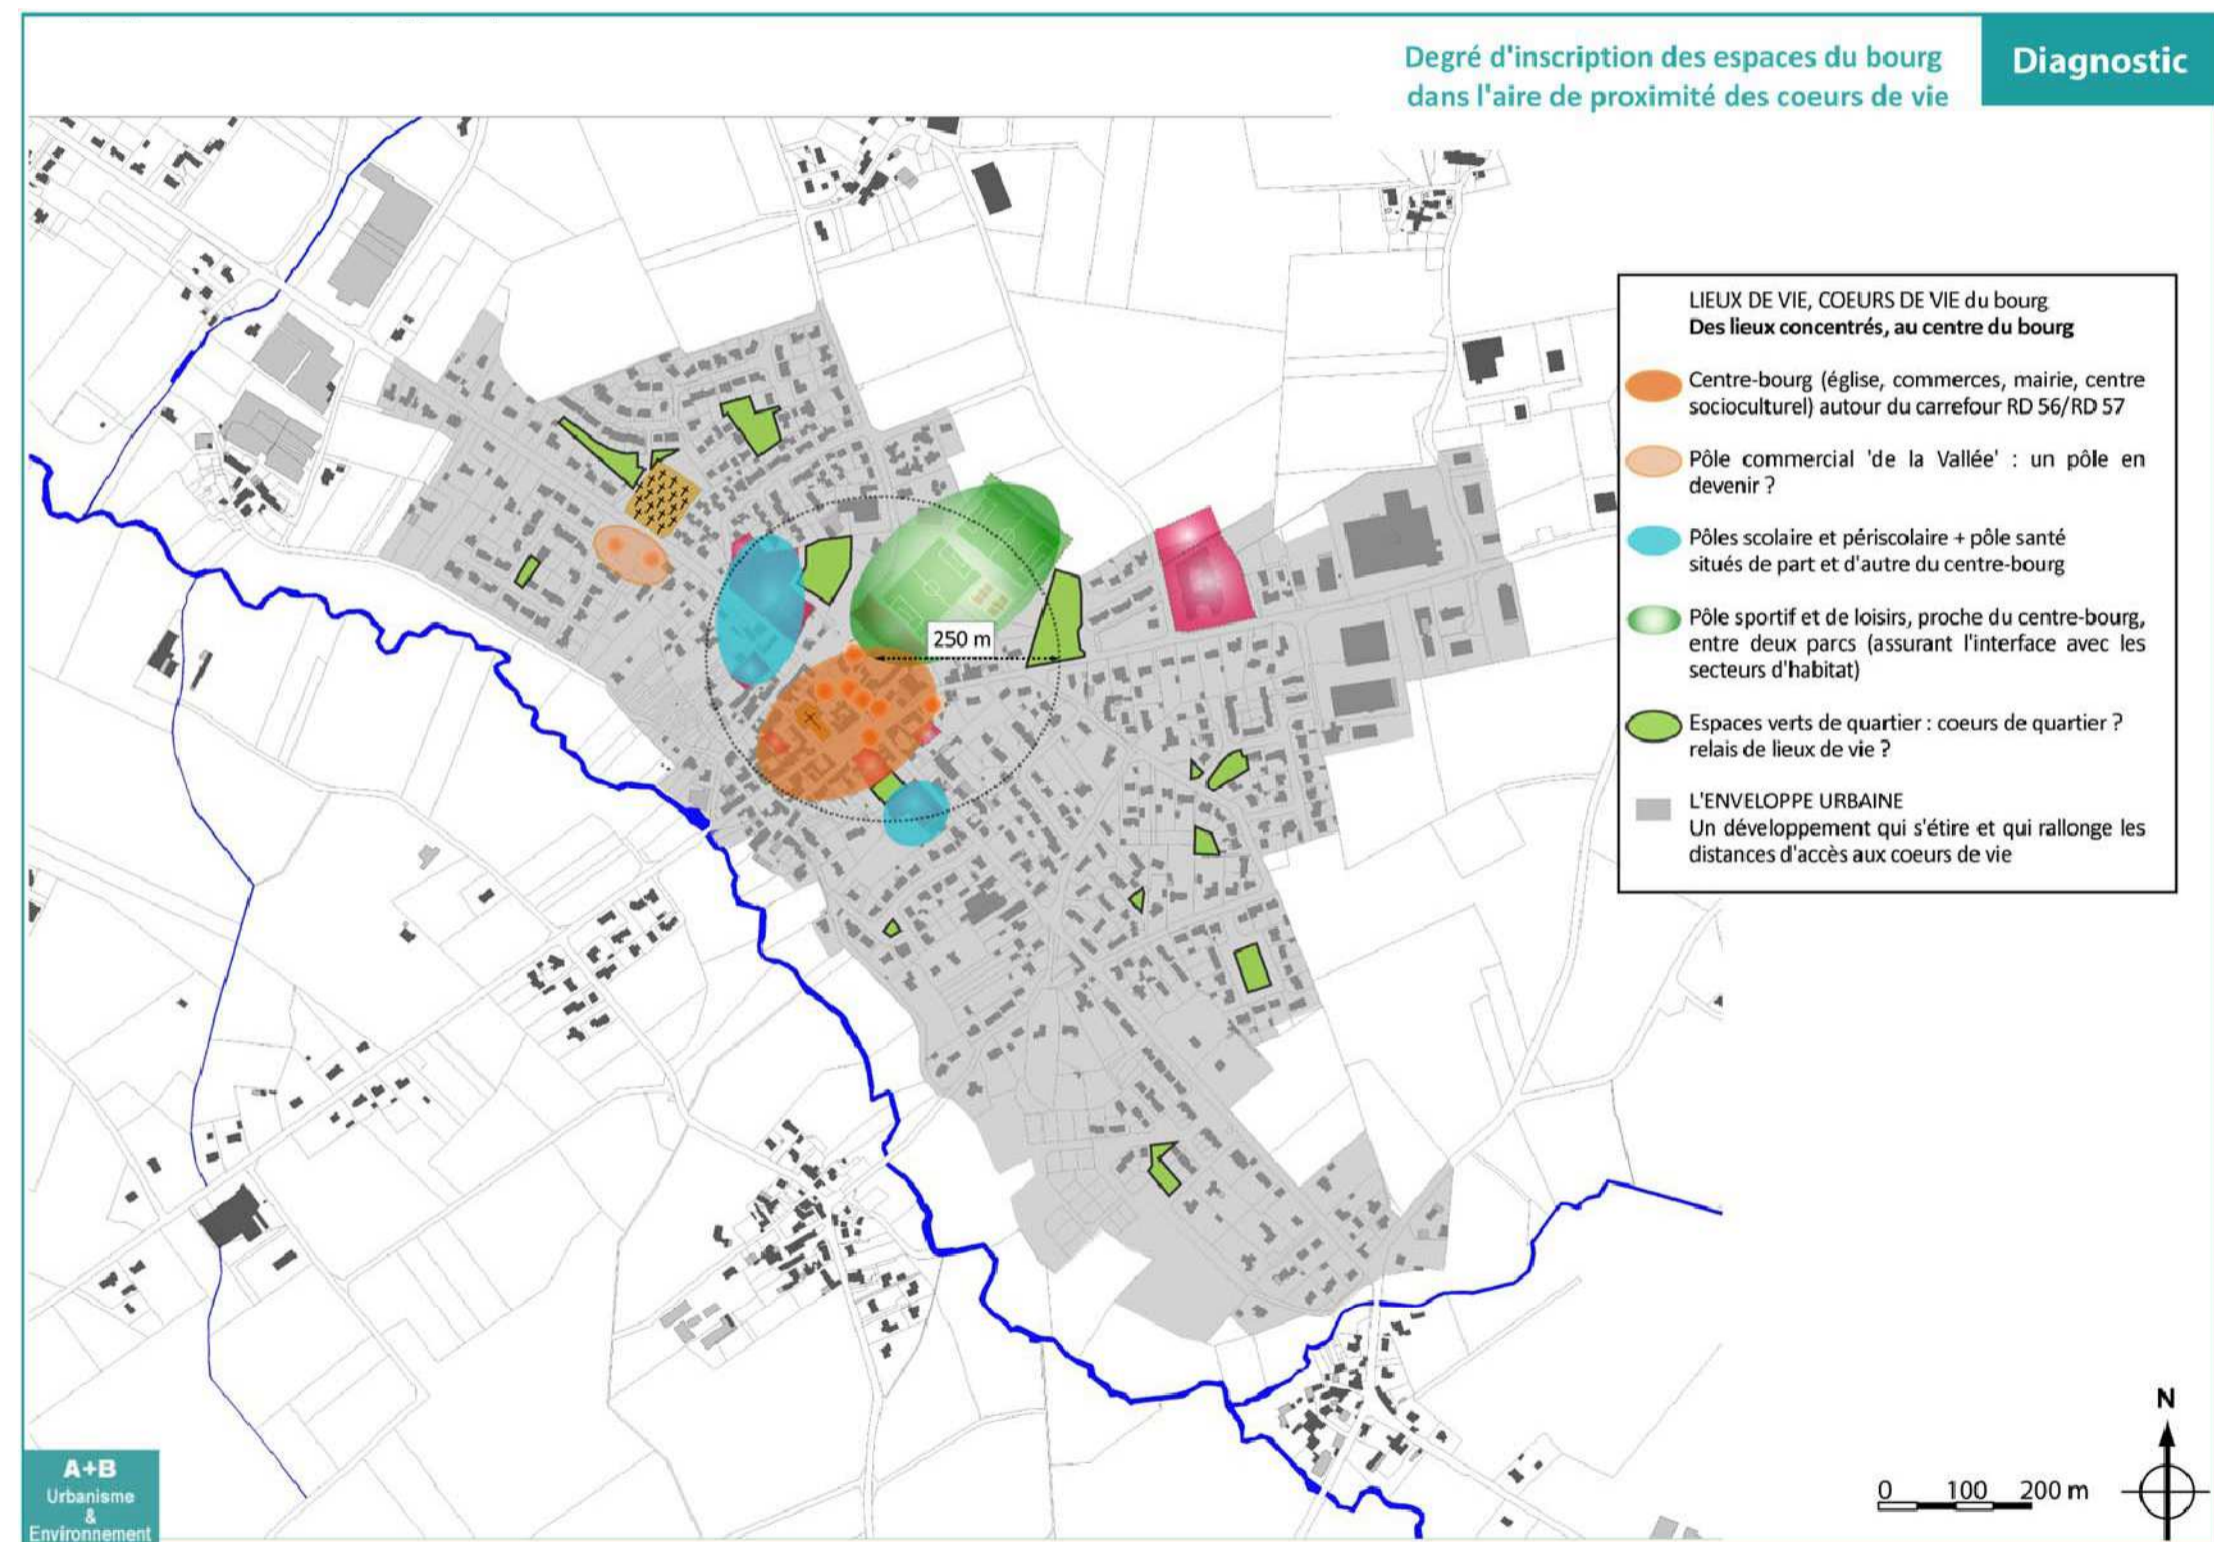 Degré d'inscription des espaces du bourg
dans l'aire de proximité des coeurs de vie
Diagnostic
LIEUX DE VIE, COEURS DE VIE du bourg
Des lieux concentrés, au centre du bourg
Centre-bourg (église, commerces, mairie, centre
socioculturel) autour du carrefour RD 56/RD 57
Pôle commercial 'de la Vallée' : un pôle en
devenir ?
Pôles scolaire et périscolaire + pôle santé
situés de part et d'autre du centre-bourg
Pôle sportif et de loisirs, proche du centre-bourg,
entre deux parcs (assurant l'interface avec les
secteurs d'habitat)
Espaces verts de quartier : coeurs de quartier ?
relais de lieux de vie ?
L'ENVELOPPE URBAINE
Un développement qui s'étire et qui rallonge les
distances d'accès aux coeurs de vie
250 m
N
0 100 200 m
A+B
Urbanisme
&
Environnement